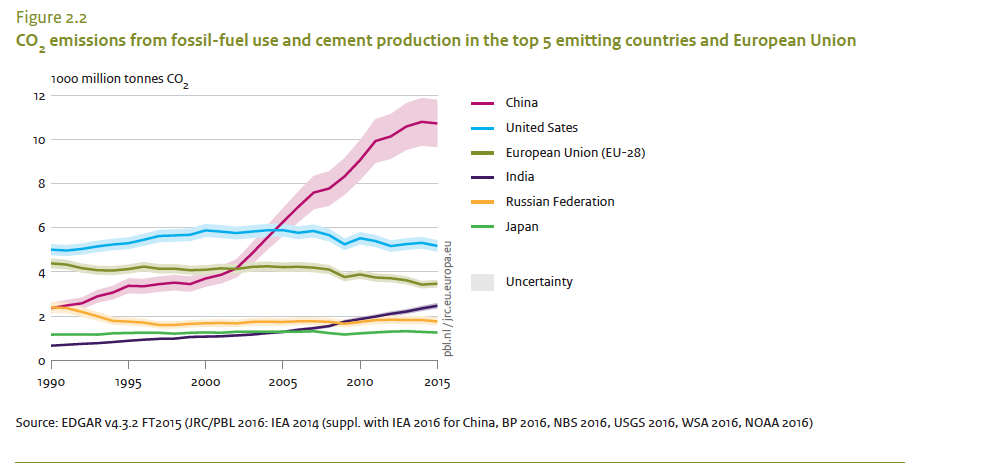 Figure 2.2
CO2 emissions from fossil-fuel use and cement production in the top 5 emitting countries and European Union
1000 million tonnes CO2
12
10
8
6
4
2
0
1990 1995 2000 2005 2010 2015
pbl.nl / jrc.eu.europa.eu
China
United Sates
European Union (EU-28)
India
Russian Federation
Japan
Uncertainty
Source: EDGAR v4.3.2 FT2015 (JRC/PBL 2016: IEA 2014 (suppl. with IEA 2016 for China, BP 2016, NBS 2016, USGS 2016, WSA 2016, NOAA 2016)